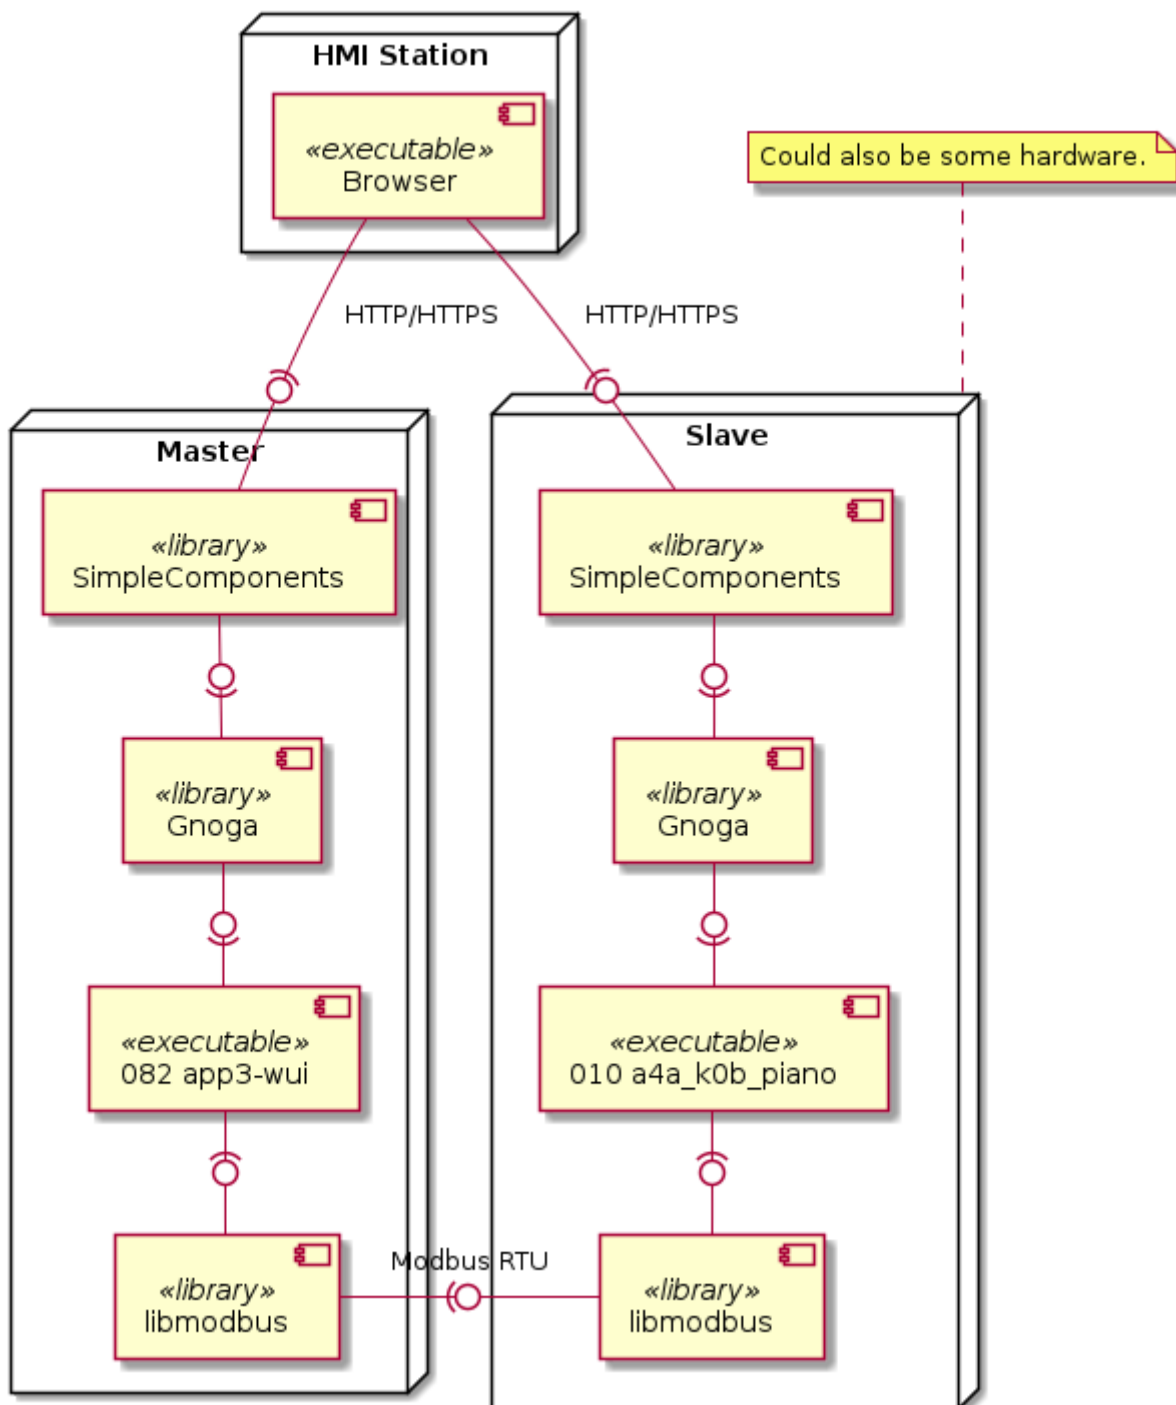 HMI Station
«executable»
Browser
Could also be some hardware.
HTTP/HTTPS
HTTP/HTTPS
Master
«library»
SimpleComponents
«library»
Gnoga
«executable»
082 app3-wui
«library»
libmodbus
Modbus RTU
Slave
«library»
SimpleComponents
«library»
Gnoga
«executable»
010 a4a_k0b_piano
«library»
libmodbus